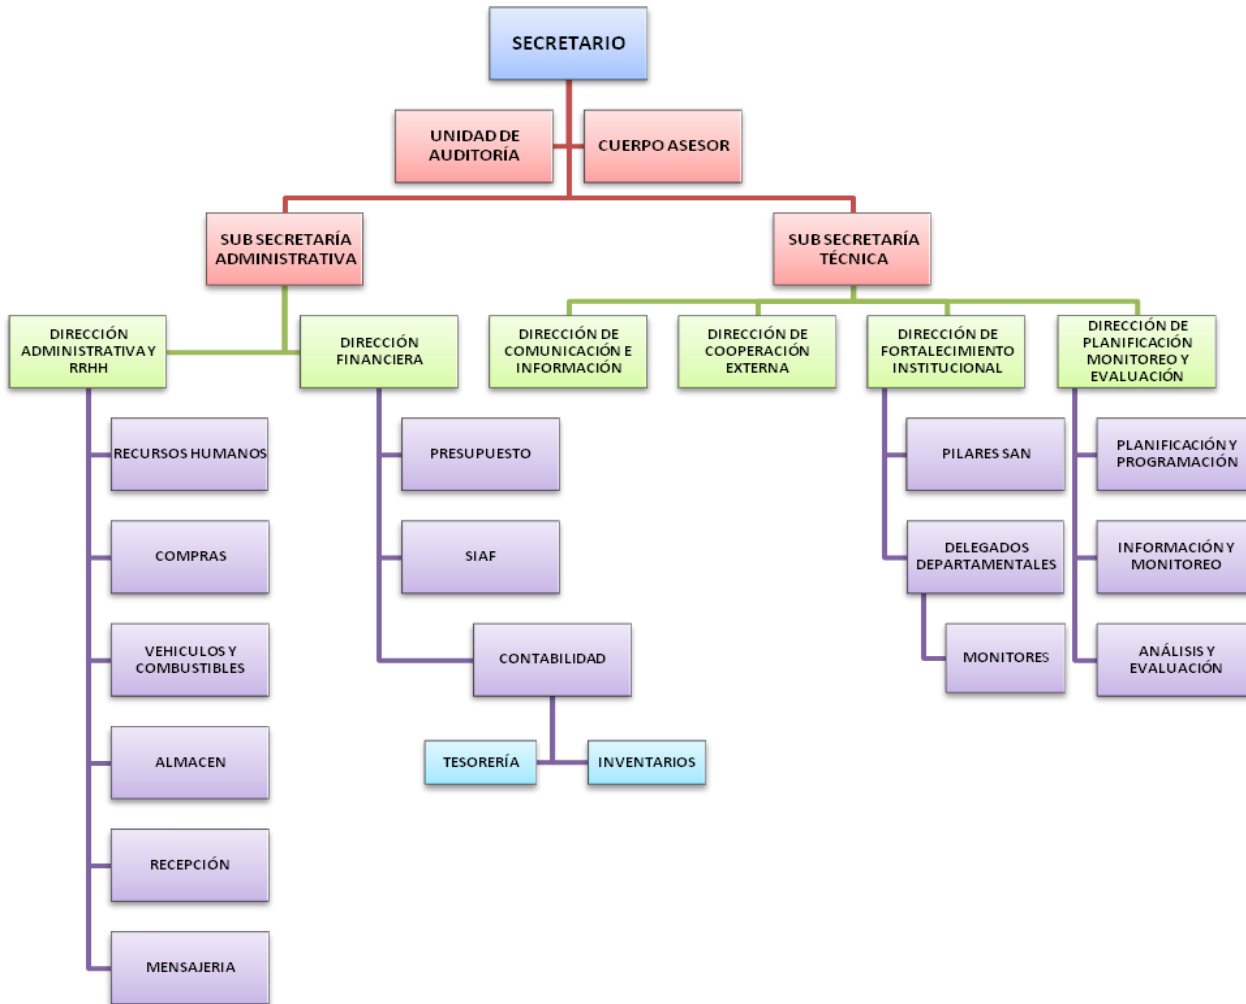 SECRETARIO
UNIDAD DE
AUDITORÍA
CUERPO ASESOR
SUB SECRETARÍA
ADMINISTRATIVA
SUB SECRETARÍA
TÉCNICA
DIRECCIÓN
ADMINISTRATIVA Y
RRHH
DIRECCIÓN
FINANCIERA
DIRECCIÓN DE
COMUNICACIÓN E
INFORMACIÓN
DIRECCIÓN DE
COOPERACIÓN
EXTERNA
DIRECCIÓN DE
FORTALECIMIENTO
INSTITUCIONAL
DIRECCIÓN DE
PLANIFICACIÓN
MONITOREO Y
EVALUACIÓN
RECURSOS HUMANOS
COMPRAS
VEHICULOS Y
COMBUSTIBLES
ALMACEN
RECEPCIÓN
MENSAJERIA
PRESUPUESTO
SIAF
CONTABILIDAD
TESORERÍA
INVENTARIOS
PILARES SAN
DELEGADOS
DEPARTAMENTALES
MONITORES
PLANIFICACIÓN Y
PROGRAMACIÓN
INFORMACIÓN Y
MONITOREO
ANÁLISIS Y
EVALUACIÓN